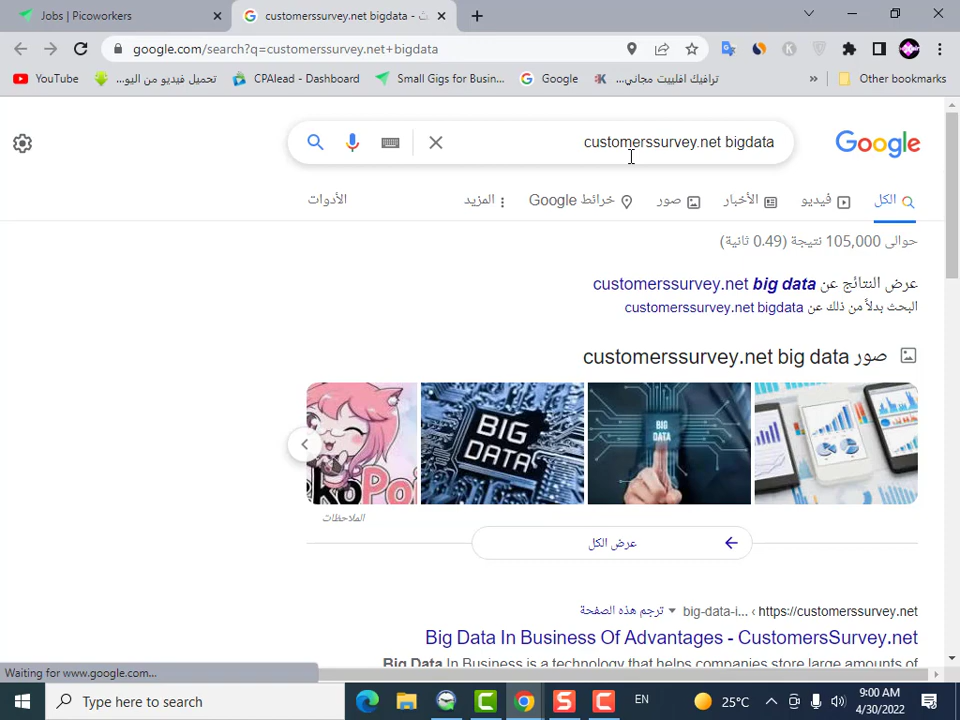 Jobs | Picoworkers
customerssurvey.net bigdata -
google.com/search?q=customerssurvey.net+bigdata
YouTube
تحميل فيديو من اليو...
CPAlead - Dashboard
Small Gigs for Busin...
Google
ترافيك افلييت مجاني...
Other bookmarks
customerssurvey.net bigdata
Google
الكل
فيديو
الأخبار
صور
خرائط Google
المزيد
الأدوات
حوالى 105,000 نتيجة (0.49 ثانية)
عرض النتائج عن customerssurvey.net big data
البحث بدلاً من ذلك عن customerssurvey.net bigdata
صور customerssurvey.net big data
ekoPo
BIG DATA
BIG DATA
الملاحظات
عرض الكل
https://customerssurvey.net › big-data-i...
ترجم هذه الصفحة
Big Data In Business Of Advantages - CustomersSurvey.net
Big Data In Business is a technology that helps companies store large amounts of
Waiting for www.google.com...
Type here to search
25°C
EN
9:00 AM
4/30/2022